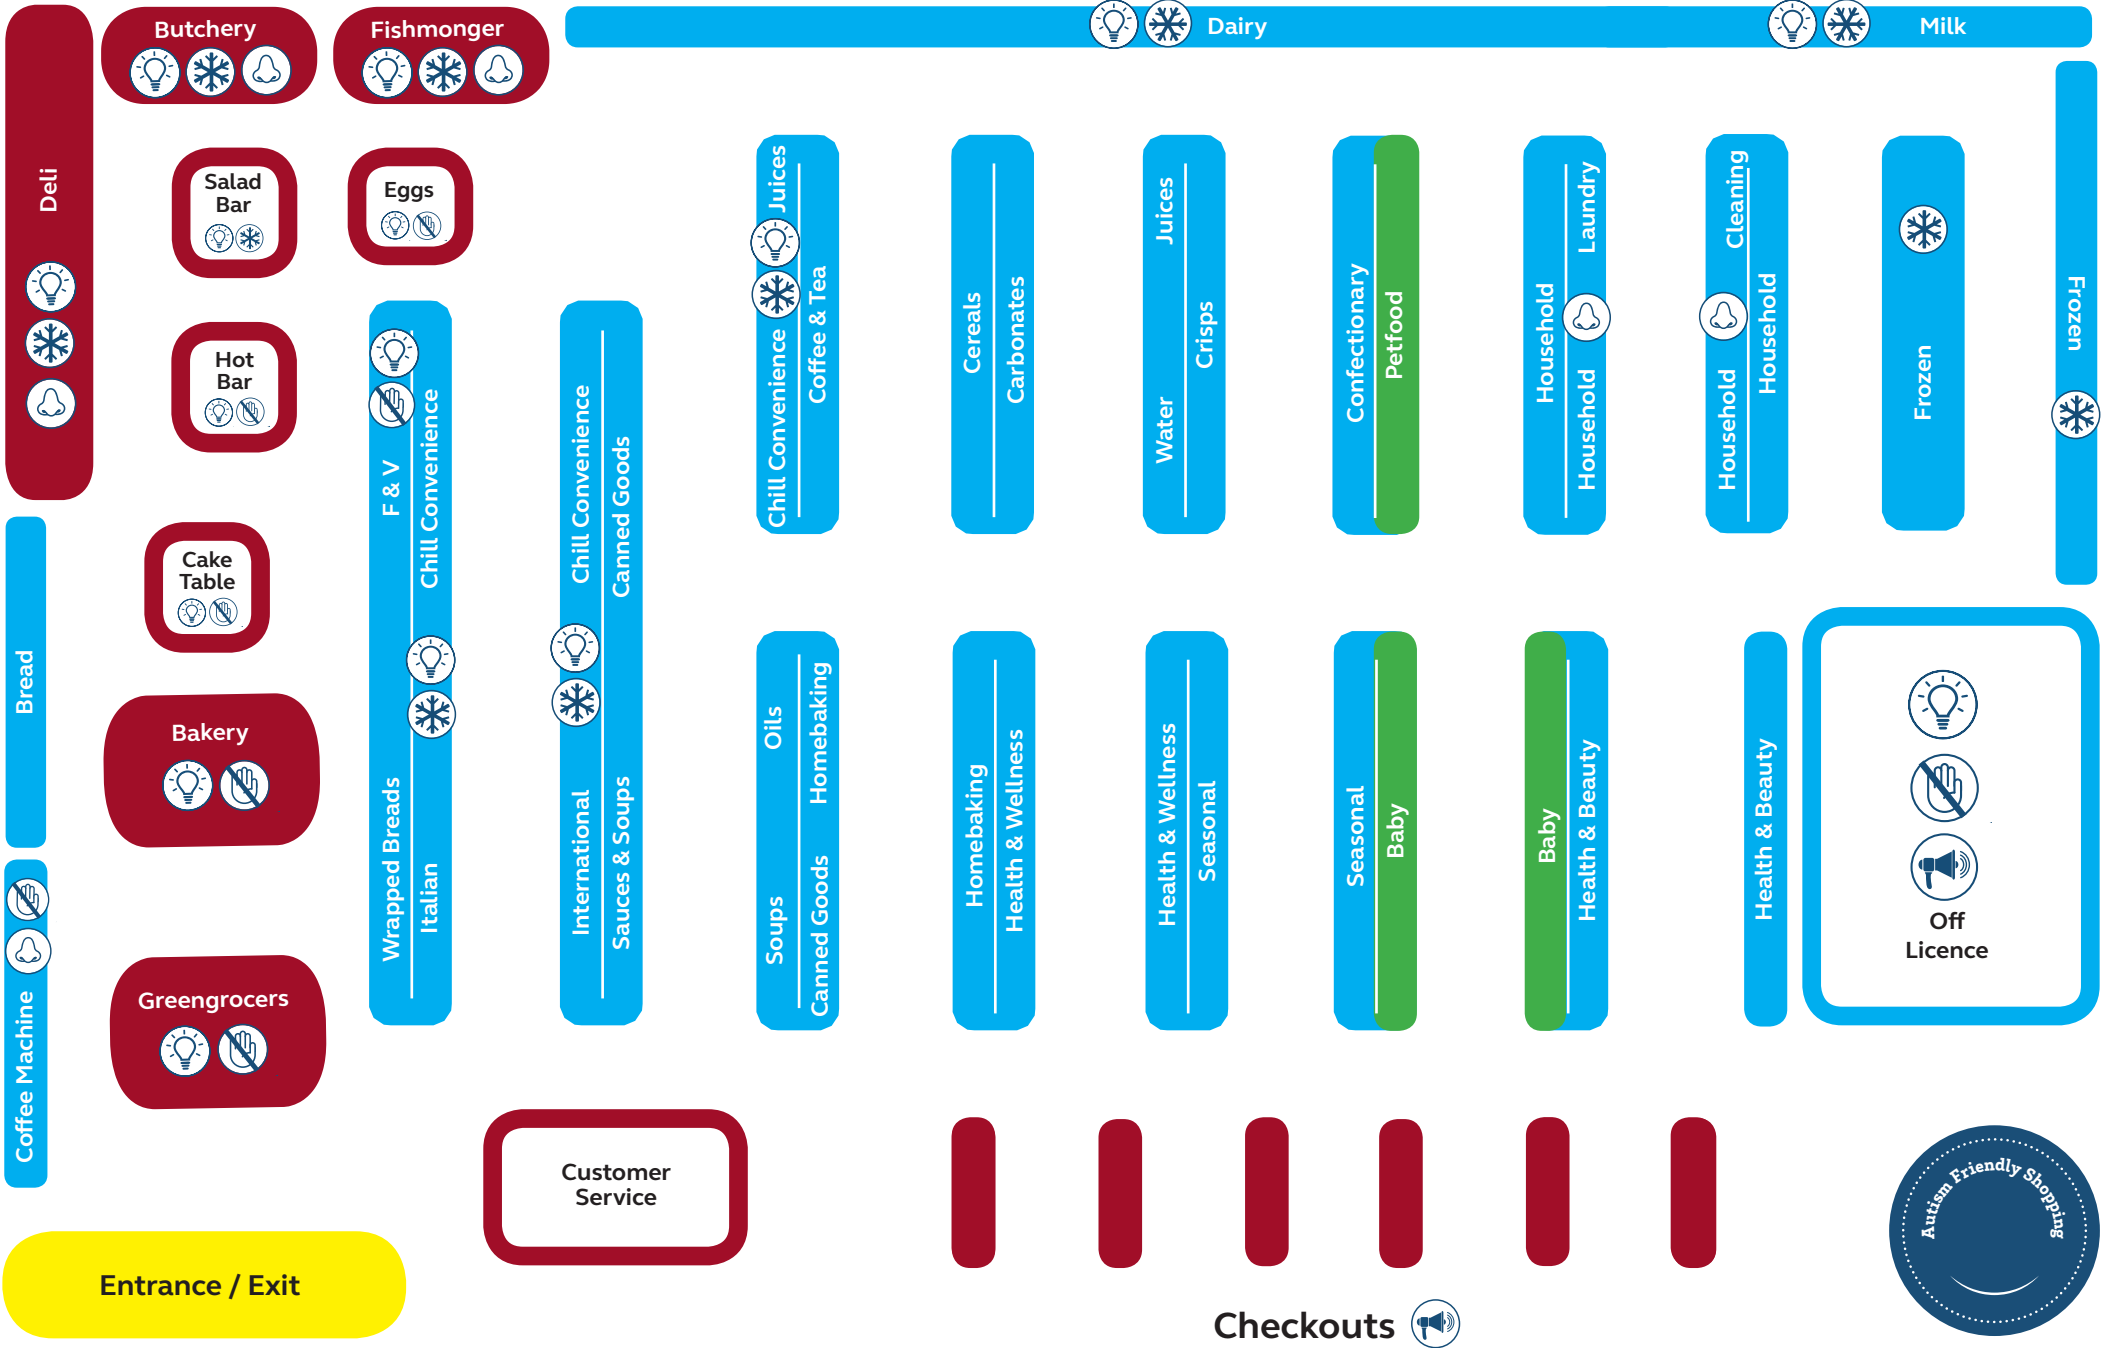 Butchery
Fishmonger
Dairy
Milk
Deli
Salad
Bar
Eggs
Hot
Bar
Cake
Table
Bread
Bakery
Greengrocers
Coffee Machine
F & V
Wrapped Breads
Chill Convenience
Italian
Chill Convenience
International
Canned Goods
Sauces & Soups
Juices
Chill Convenience
Coffee & Tea
Cereals
Carbonates
Juices
Water
Crisps
Confectionary
Petfood
Household
Laundry
Household
Cleaning
Household
Household
Frozen
Frozen
Oils
Soups
Homebaking
Canned Goods
Homebaking
Health & Wellness
Health & Wellness
Seasonal
Seasonal
Baby
Baby
Health & Beauty
Health & Beauty
Off
Licence
Customer
Service
Entrance / Exit
Checkouts
Autism Friendly Shopping